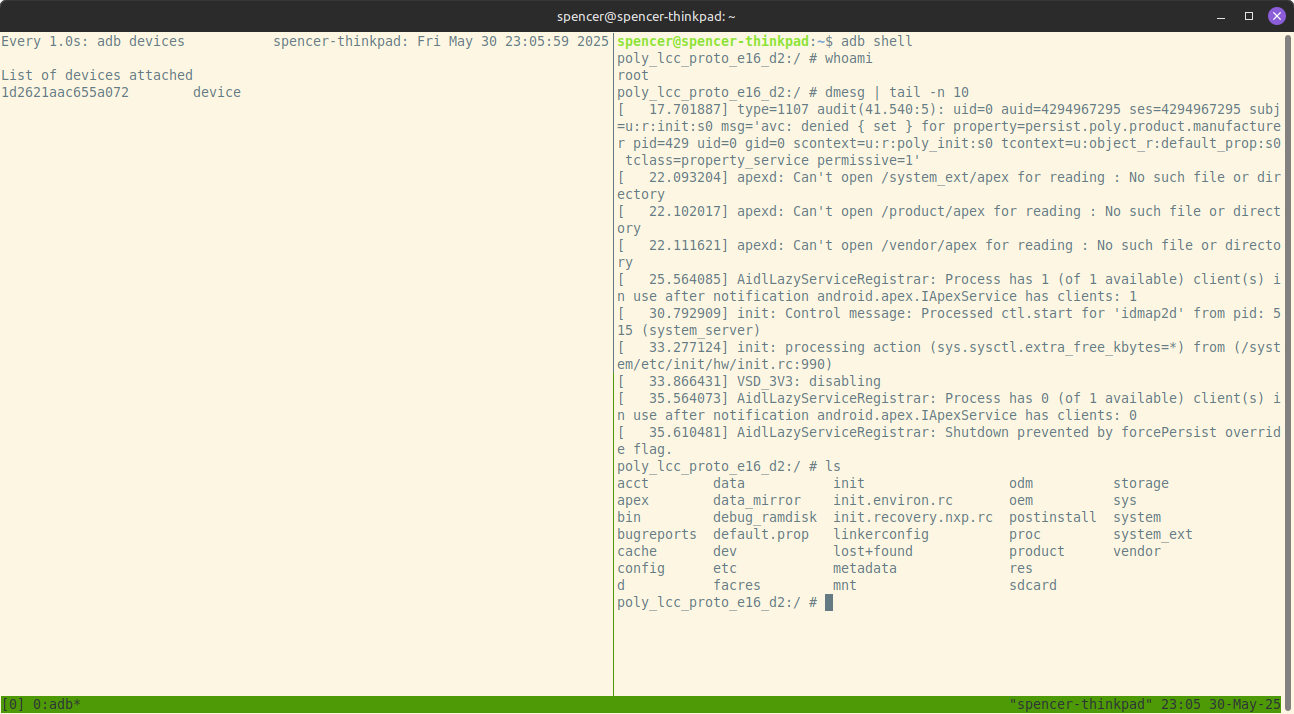 spencer@spencer-thinkpad: ~
Every 1.0s: adb devices           spencer-thinkpad: Fri May 30 23:05:59 2025
List of devices attached
1d2621aac655a072        device
spencer@spencer-thinkpad:~$ adb shell
poly_lcc_proto_e16_d2:/ # whoami
root
poly_lcc_proto_e16_d2:/ # dmesg | tail -n 10
[   17.701887] type=1107 audit(41.540:5): uid=0 auid=4294967295 ses=4294967295 subj
=u:r:init:s0 msg='avc: denied { set } for property=persist.poly.product.manufacture
r pid=429 uid=0 gid=0 scontext=u:r:poly_init:s0 tcontext=u:object_r:default_prop:s0
 tclass=property_service permissive=1'
[   22.093204] apexd: Can't open /system_ext/apex for reading : No such file or dir
ectory
[   22.102017] apexd: Can't open /product/apex for reading : No such file or direct
ory
[   22.111621] apexd: Can't open /vendor/apex for reading : No such file or directo
ry
[   25.564085] AidlLazyServiceRegistrar: Process has 1 (of 1 available) client(s) i
n use after notification android.apex.IApexService has clients: 1
[   30.792909] init: Control message: Processed ctl.start for 'idmap2d' from pid: 5
15 (system_server)
[   33.277124] init: processing action (sys.sysctl.extra_free_kbytes=*) from (/syst
em/etc/init/hw/init.rc:990)
[   33.866431] VSD_3V3: disabling
[   35.564073] AidlLazyServiceRegistrar: Process has 0 (of 1 available) client(s) i
n use after notification android.apex.IApexService has clients: 0
[   35.610481] AidlLazyServiceRegistrar: Shutdown prevented by forcePersist overrid
e flag.
poly_lcc_proto_e16_d2:/ # ls
acct        data           init                  odm          storage
apex        data_mirror    init.environ.rc       oem          sys
bin         debug_ramdisk  init.recovery.nxp.rc  postinstall  system
bugreports  default.prop   linkerconfig          proc         system_ext
cache       dev            lost+found            product      vendor
config      etc            metadata              res
d           facres         mnt                   sdcard
poly_lcc_proto_e16_d2:/ #
[0] 0:adb*                    "spencer-thinkpad" 23:05 30-May-25